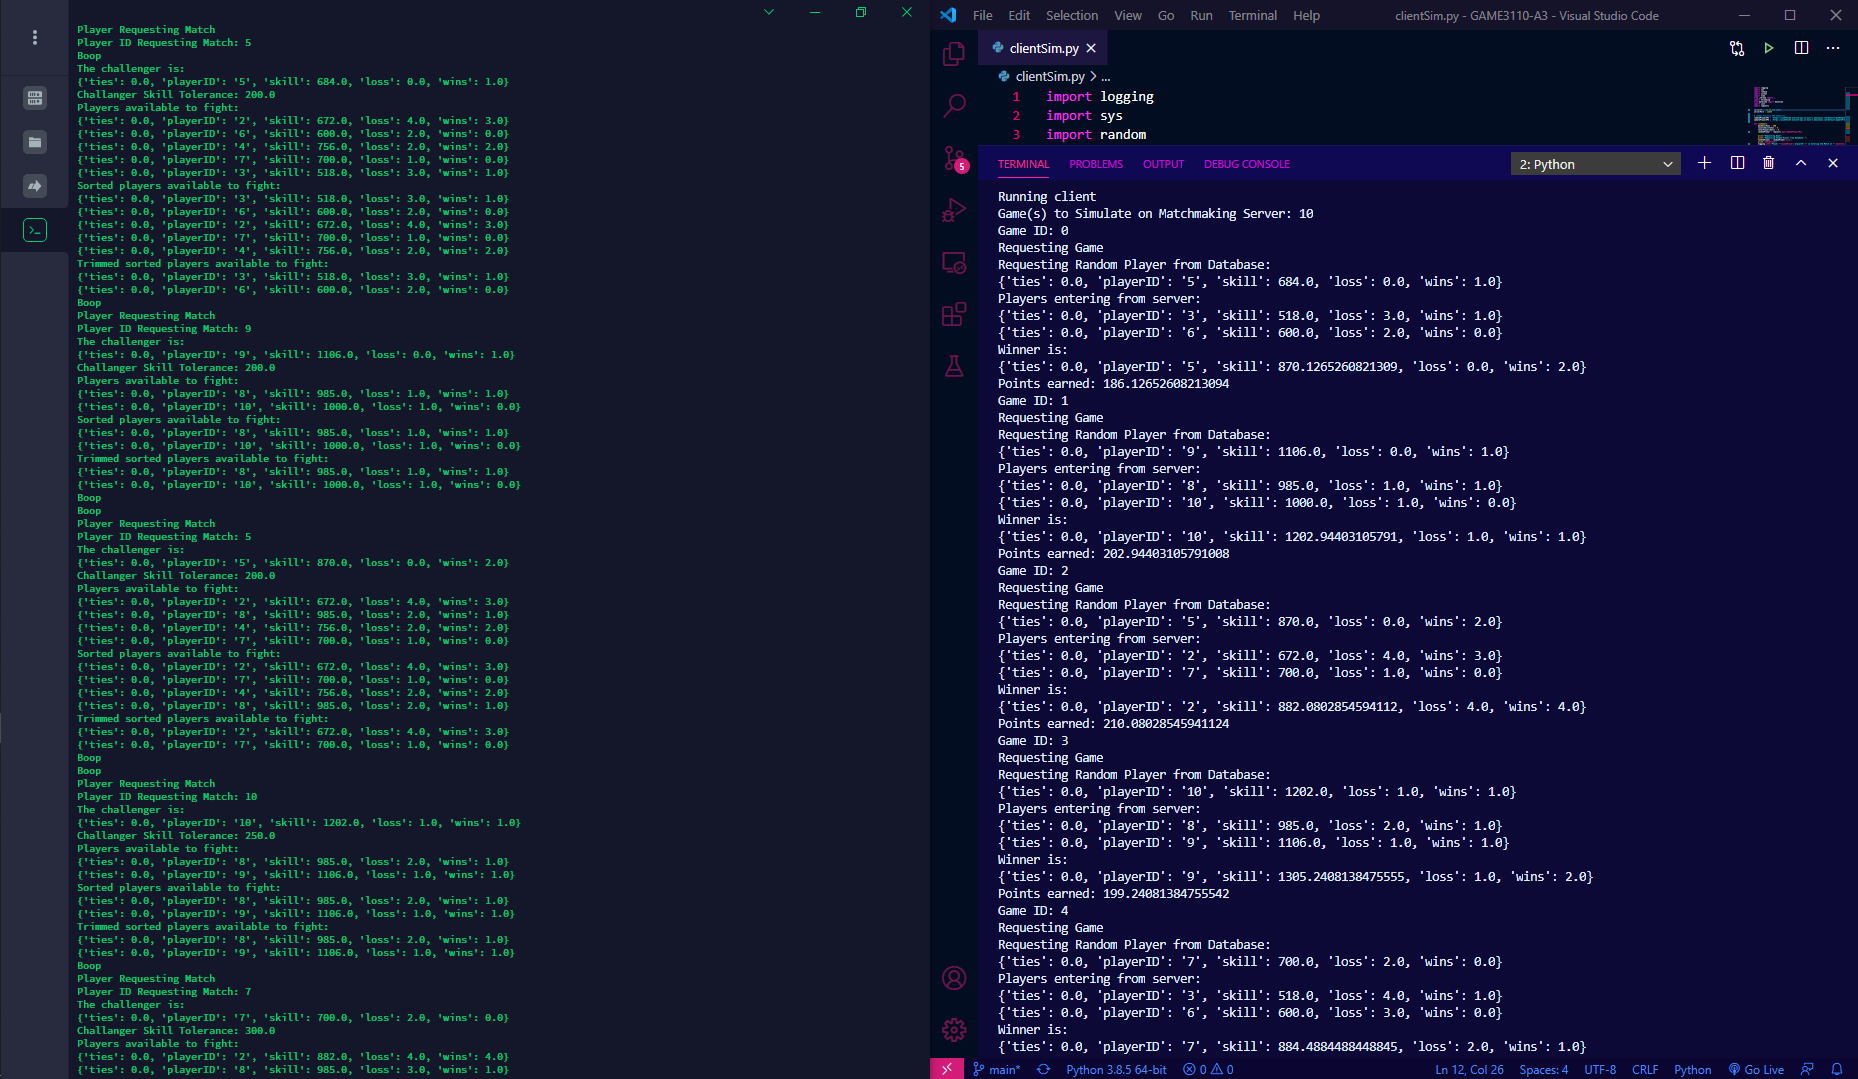 Player Requesting Match
Player ID Requesting Match: 5
Boop
The challenger is:
{'ties': 0.0, 'playerID': '5', 'skill': 684.0, 'loss': 0.0, 'wins': 1.0}
Challanger Skill Tolerance: 200.0
Players available to fight:
{'ties': 0.0, 'playerID': '2', 'skill': 672.0, 'loss': 4.0, 'wins': 3.0}
{'ties': 0.0, 'playerID': '6', 'skill': 600.0, 'loss': 2.0, 'wins': 0.0}
{'ties': 0.0, 'playerID': '4', 'skill': 756.0, 'loss': 2.0, 'wins': 2.0}
{'ties': 0.0, 'playerID': '7', 'skill': 700.0, 'loss': 1.0, 'wins': 0.0}
{'ties': 0.0, 'playerID': '3', 'skill': 518.0, 'loss': 3.0, 'wins': 1.0}
Sorted players available to fight:
{'ties': 0.0, 'playerID': '3', 'skill': 518.0, 'loss': 3.0, 'wins': 1.0}
{'ties': 0.0, 'playerID': '6', 'skill': 600.0, 'loss': 2.0, 'wins': 0.0}
{'ties': 0.0, 'playerID': '2', 'skill': 672.0, 'loss': 4.0, 'wins': 3.0}
{'ties': 0.0, 'playerID': '7', 'skill': 700.0, 'loss': 1.0, 'wins': 0.0}
{'ties': 0.0, 'playerID': '4', 'skill': 756.0, 'loss': 2.0, 'wins': 2.0}
Trimmed sorted players available to fight:
{'ties': 0.0, 'playerID': '3', 'skill': 518.0, 'loss': 3.0, 'wins': 1.0}
{'ties': 0.0, 'playerID': '6', 'skill': 600.0, 'loss': 2.0, 'wins': 0.0}
Boop
Player Requesting Match
Player ID Requesting Match: 9
The challenger is:
{'ties': 0.0, 'playerID': '9', 'skill': 1106.0, 'loss': 0.0, 'wins': 1.0}
Challanger Skill Tolerance: 200.0
Players available to fight:
{'ties': 0.0, 'playerID': '8', 'skill': 985.0, 'loss': 1.0, 'wins': 1.0}
{'ties': 0.0, 'playerID': '10', 'skill': 1000.0, 'loss': 1.0, 'wins': 0.0}
Sorted players available to fight:
{'ties': 0.0, 'playerID': '8', 'skill': 985.0, 'loss': 1.0, 'wins': 1.0}
{'ties': 0.0, 'playerID': '10', 'skill': 1000.0, 'loss': 1.0, 'wins': 0.0}
Trimmed sorted players available to fight:
{'ties': 0.0, 'playerID': '8', 'skill': 985.0, 'loss': 1.0, 'wins': 1.0}
{'ties': 0.0, 'playerID': '10', 'skill': 1000.0, 'loss': 1.0, 'wins': 0.0}
Boop
Boop
Player Requesting Match
Player ID Requesting Match: 5
The challenger is:
{'ties': 0.0, 'playerID': '5', 'skill': 870.0, 'loss': 0.0, 'wins': 2.0}
Challanger Skill Tolerance: 200.0
Players available to fight:
{'ties': 0.0, 'playerID': '2', 'skill': 672.0, 'loss': 4.0, 'wins': 3.0}
{'ties': 0.0, 'playerID': '8', 'skill': 985.0, 'loss': 2.0, 'wins': 1.0}
{'ties': 0.0, 'playerID': '4', 'skill': 756.0, 'loss': 2.0, 'wins': 2.0}
{'ties': 0.0, 'playerID': '7', 'skill': 700.0, 'loss': 1.0, 'wins': 0.0}
Sorted players available to fight:
{'ties': 0.0, 'playerID': '2', 'skill': 672.0, 'loss': 4.0, 'wins': 3.0}
{'ties': 0.0, 'playerID': '7', 'skill': 700.0, 'loss': 1.0, 'wins': 0.0}
{'ties': 0.0, 'playerID': '4', 'skill': 756.0, 'loss': 2.0, 'wins': 2.0}
{'ties': 0.0, 'playerID': '8', 'skill': 985.0, 'loss': 2.0, 'wins': 1.0}
Trimmed sorted players available to fight:
{'ties': 0.0, 'playerID': '2', 'skill': 672.0, 'loss': 4.0, 'wins': 3.0}
{'ties': 0.0, 'playerID': '7', 'skill': 700.0, 'loss': 1.0, 'wins': 0.0}
Boop
Boop
Player Requesting Match
Player ID Requesting Match: 10
The challenger is:
{'ties': 0.0, 'playerID': '10', 'skill': 1202.0, 'loss': 1.0, 'wins': 1.0}
Challanger Skill Tolerance: 250.0
Players available to fight:
{'ties': 0.0, 'playerID': '8', 'skill': 985.0, 'loss': 2.0, 'wins': 1.0}
{'ties': 0.0, 'playerID': '9', 'skill': 1106.0, 'loss': 1.0, 'wins': 1.0}
Sorted players available to fight:
{'ties': 0.0, 'playerID': '8', 'skill': 985.0, 'loss': 2.0, 'wins': 1.0}
{'ties': 0.0, 'playerID': '9', 'skill': 1106.0, 'loss': 1.0, 'wins': 1.0}
Trimmed sorted players available to fight:
{'ties': 0.0, 'playerID': '8', 'skill': 985.0, 'loss': 2.0, 'wins': 1.0}
{'ties': 0.0, 'playerID': '9', 'skill': 1106.0, 'loss': 1.0, 'wins': 1.0}
Boop
Player Requesting Match
Player ID Requesting Match: 7
The challenger is:
{'ties': 0.0, 'playerID': '7', 'skill': 700.0, 'loss': 2.0, 'wins': 0.0}
Challanger Skill Tolerance: 300.0
Players available to fight:
{'ties': 0.0, 'playerID': '2', 'skill': 882.0, 'loss': 4.0, 'wins': 4.0}
{'ties': 0.0, 'playerID': '8', 'skill': 985.0, 'loss': 3.0, 'wins': 1.0}
File Edit Selection View Go Run Terminal Help
clientSim.py - GAME3110-A3 - Visual Studio Code
clientSim.py
clientSim.py > ...
1 import logging
2 import sys
3 import random
5
TERMINAL PROBLEMS OUTPUT DEBUG CONSOLE
2: Python
Running client
Game(s) to Simulate on Matchmaking Server: 10
Game ID: 0
Requesting Game
Requesting Random Player from Database:
{'ties': 0.0, 'playerID': '5', 'skill': 684.0, 'loss': 0.0, 'wins': 1.0}
Players entering from server:
{'ties': 0.0, 'playerID': '3', 'skill': 518.0, 'loss': 3.0, 'wins': 1.0}
{'ties': 0.0, 'playerID': '6', 'skill': 600.0, 'loss': 2.0, 'wins': 0.0}
Winner is:
{'ties': 0.0, 'playerID': '5', 'skill': 870.1265260821309, 'loss': 0.0, 'wins': 2.0}
Points earned: 186.12652608213094
Game ID: 1
Requesting Game
Requesting Random Player from Database:
{'ties': 0.0, 'playerID': '9', 'skill': 1106.0, 'loss': 0.0, 'wins': 1.0}
Players entering from server:
{'ties': 0.0, 'playerID': '8', 'skill': 985.0, 'loss': 1.0, 'wins': 1.0}
{'ties': 0.0, 'playerID': '10', 'skill': 1000.0, 'loss': 1.0, 'wins': 0.0}
Winner is:
{'ties': 0.0, 'playerID': '10', 'skill': 1202.94403105791, 'loss': 1.0, 'wins': 1.0}
Points earned: 202.94403105791008
Game ID: 2
Requesting Game
Requesting Random Player from Database:
{'ties': 0.0, 'playerID': '5', 'skill': 870.0, 'loss': 0.0, 'wins': 2.0}
Players entering from server:
{'ties': 0.0, 'playerID': '2', 'skill': 672.0, 'loss': 4.0, 'wins': 3.0}
{'ties': 0.0, 'playerID': '7', 'skill': 700.0, 'loss': 1.0, 'wins': 0.0}
Winner is:
{'ties': 0.0, 'playerID': '2', 'skill': 882.0802854594112, 'loss': 4.0, 'wins': 4.0}
Points earned: 210.08028545941124
Game ID: 3
Requesting Game
Requesting Random Player from Database:
{'ties': 0.0, 'playerID': '10', 'skill': 1202.0, 'loss': 1.0, 'wins': 1.0}
Players entering from server:
{'ties': 0.0, 'playerID': '8', 'skill': 985.0, 'loss': 2.0, 'wins': 1.0}
{'ties': 0.0, 'playerID': '9', 'skill': 1106.0, 'loss': 1.0, 'wins': 1.0}
Winner is:
{'ties': 0.0, 'playerID': '9', 'skill': 1305.2408138475555, 'loss': 1.0, 'wins': 2.0}
Points earned: 199.24081384755542
Game ID: 4
Requesting Game
Requesting Random Player from Database:
{'ties': 0.0, 'playerID': '7', 'skill': 700.0, 'loss': 2.0, 'wins': 0.0}
Players entering from server:
{'ties': 0.0, 'playerID': '3', 'skill': 518.0, 'loss': 4.0, 'wins': 1.0}
{'ties': 0.0, 'playerID': '6', 'skill': 600.0, 'loss': 3.0, 'wins': 0.0}
Winner is:
{'ties': 0.0, 'playerID': '7', 'skill': 884.4884488448845, 'loss': 2.0, 'wins': 1.0}
main* Python 3.8.5 64-bit 0 0 Ln 12, Col 26 Spaces: 4 UTF-8 CRLF Python Go Live